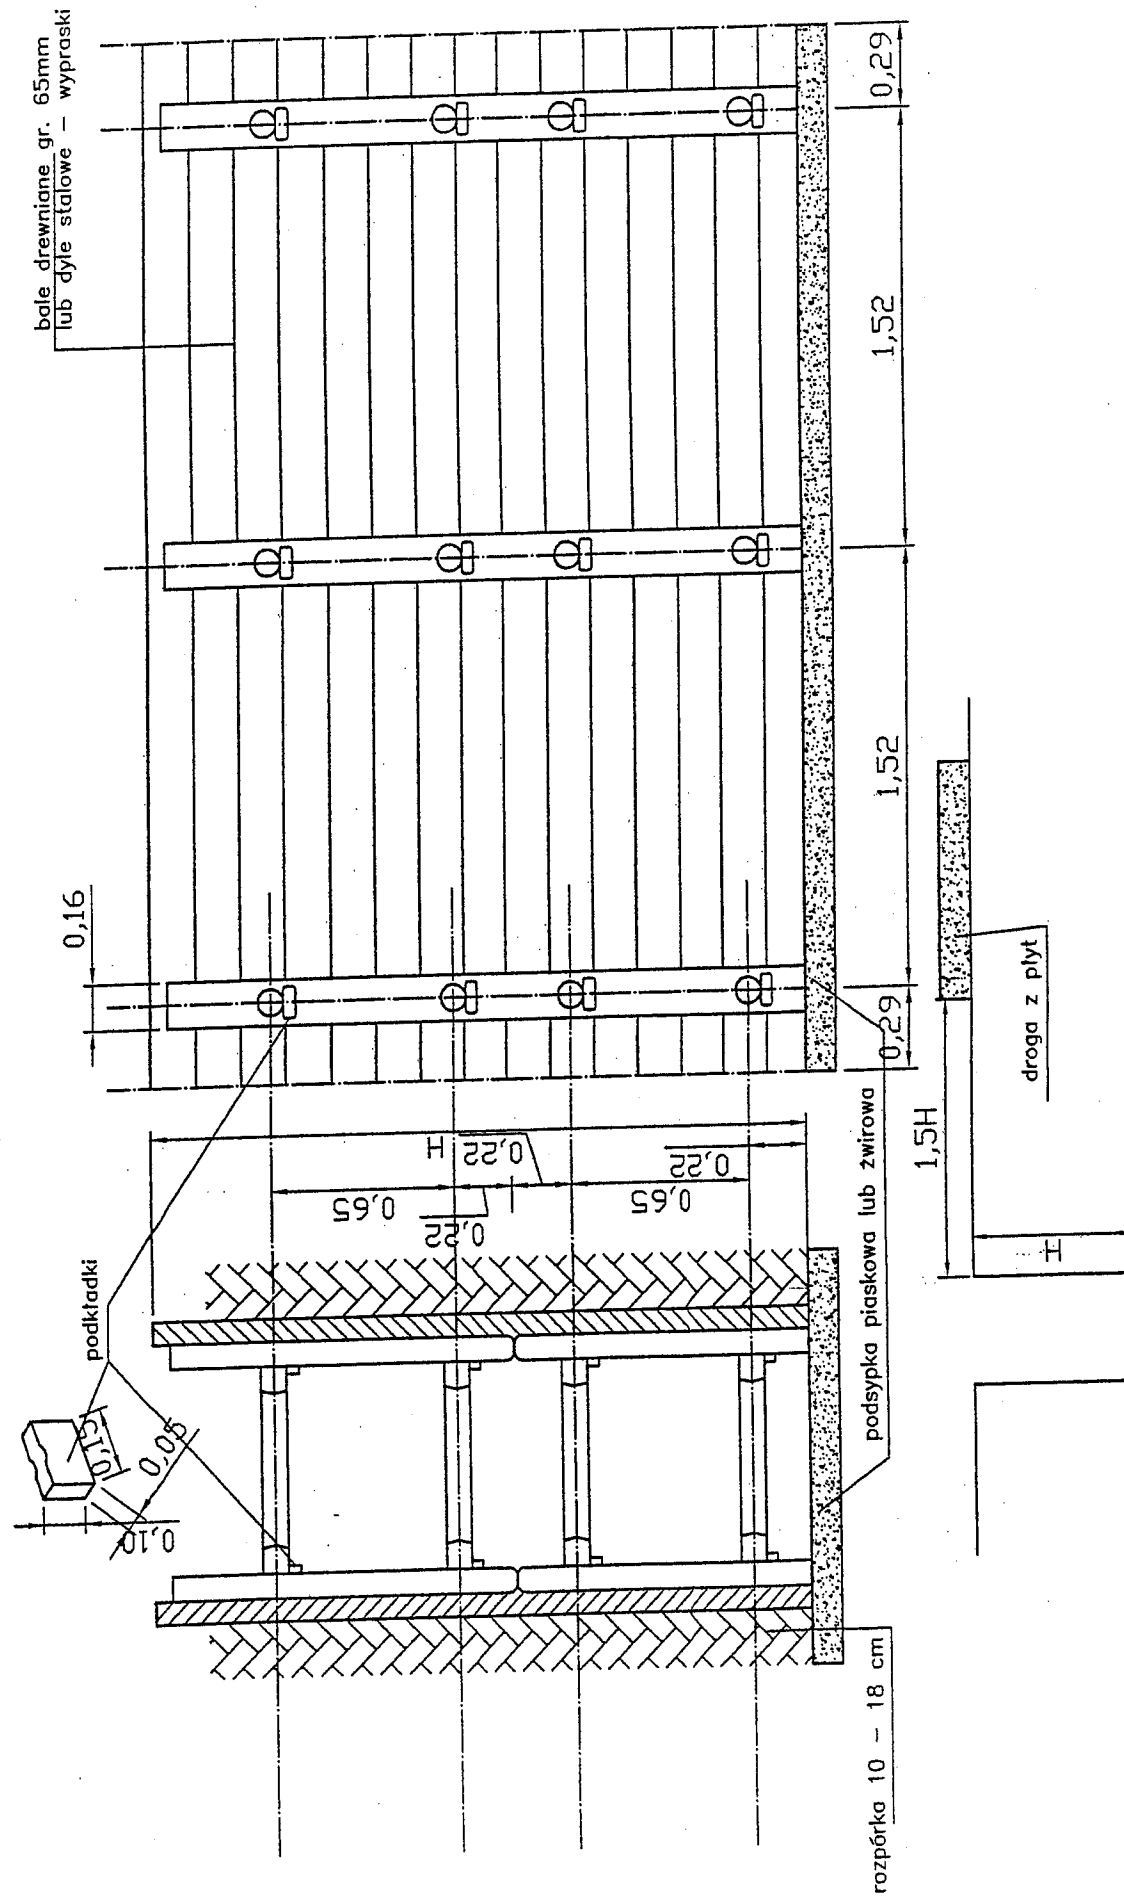 bale drewniane gr. 65mm
lub dyle stalowe – wypraski
0,16
0,29
1,52
1,52
0,29
podkładki
0,15
0,05
0,10
0,65
0,22
0,22
H
0,65
0,22
podsypka piaskowa lub żwirowa
rozpórka 10 – 18 cm
1,5H
droga z płyt
H